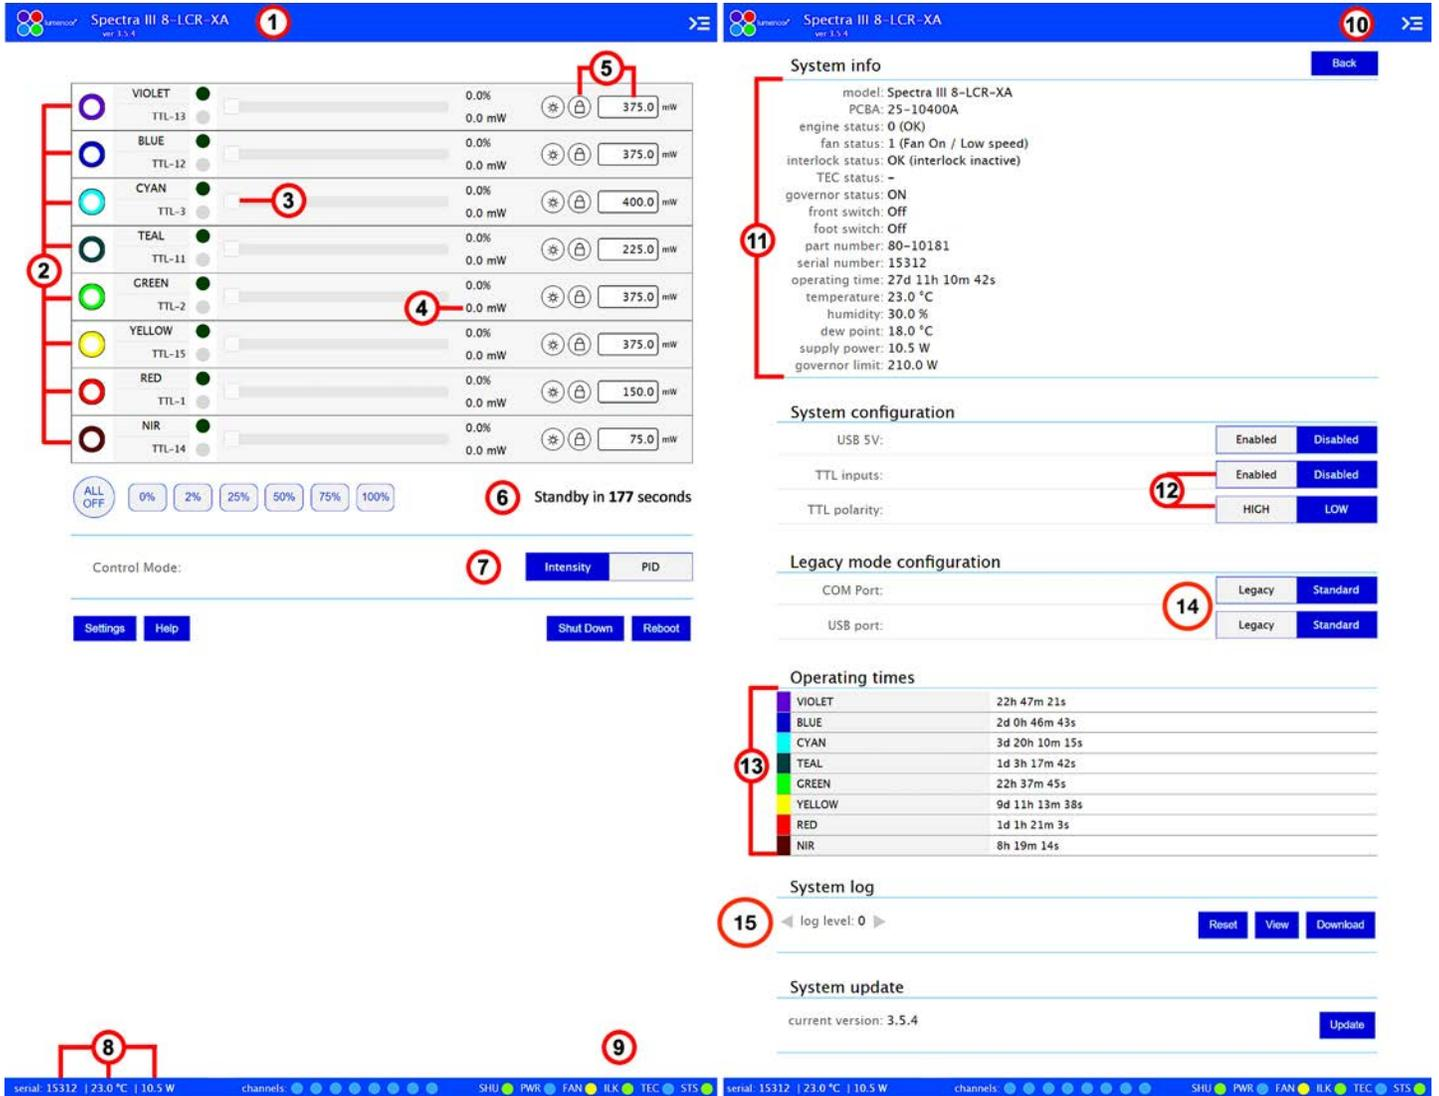 lumencor Spectra III 8-LCR-XA
ver 3.5.4
1
5
VIOLET 0.0%
TTL-13 0.0 mW 375.0 mW
BLUE 0.0%
TTL-12 0.0 mW 375.0 mW
CYAN 0.0%
TTL-3 0.0 mW 400.0 mW
3
TEAL 0.0%
TTL-11 0.0 mW 225.0 mW
2
GREEN 0.0%
TTL-2 0.0 mW 375.0 mW
4
YELLOW 0.0%
TTL-15 0.0 mW 375.0 mW
RED 0.0%
TTL-1 0.0 mW 150.0 mW
NIR 0.0%
TTL-14 0.0 mW 75.0 mW
ALL OFF 0% 2% 25% 50% 75% 100% 6 Standby in 177 seconds
Control Mode: 7 Intensity PID
Settings Help Shut Down Reboot
8
9
serial: 15312 | 23.0 °C | 10.5 W channels: SHU PWR FAN ILK TEC STS
lumencor Spectra III 8-LCR-XA
ver 3.5.4
10
System info Back
11
model: Spectra III 8-LCR-XA
PCBA: 25-10400A
engine status: 0 (OK)
fan status: 1 (Fan On / Low speed)
interlock status: OK (interlock inactive)
TEC status: –
governor status: ON
front switch: Off
foot switch: Off
part number: 80-10181
serial number: 15312
operating time: 27d 11h 10m 42s
temperature: 23.0 °C
humidity: 30.0 %
dew point: 18.0 °C
supply power: 10.5 W
governor limit: 210.0 W
System configuration
USB 5V: Enabled Disabled
TTL inputs: Enabled Disabled
12
TTL polarity: HIGH LOW
Legacy mode configuration
COM Port: Legacy Standard
14
USB port: Legacy Standard
Operating times
13
VIOLET 22h 47m 21s
BLUE 2d 0h 46m 43s
CYAN 3d 20h 10m 15s
TEAL 1d 3h 17m 42s
GREEN 22h 37m 45s
YELLOW 9d 11h 13m 38s
RED 1d 1h 21m 3s
NIR 8h 19m 14s
System log
15 log level: 0 Reset View Download
System update
current version: 3.5.4 Update
serial: 15312 | 23.0 °C | 10.5 W channels: SHU PWR FAN ILK TEC STS